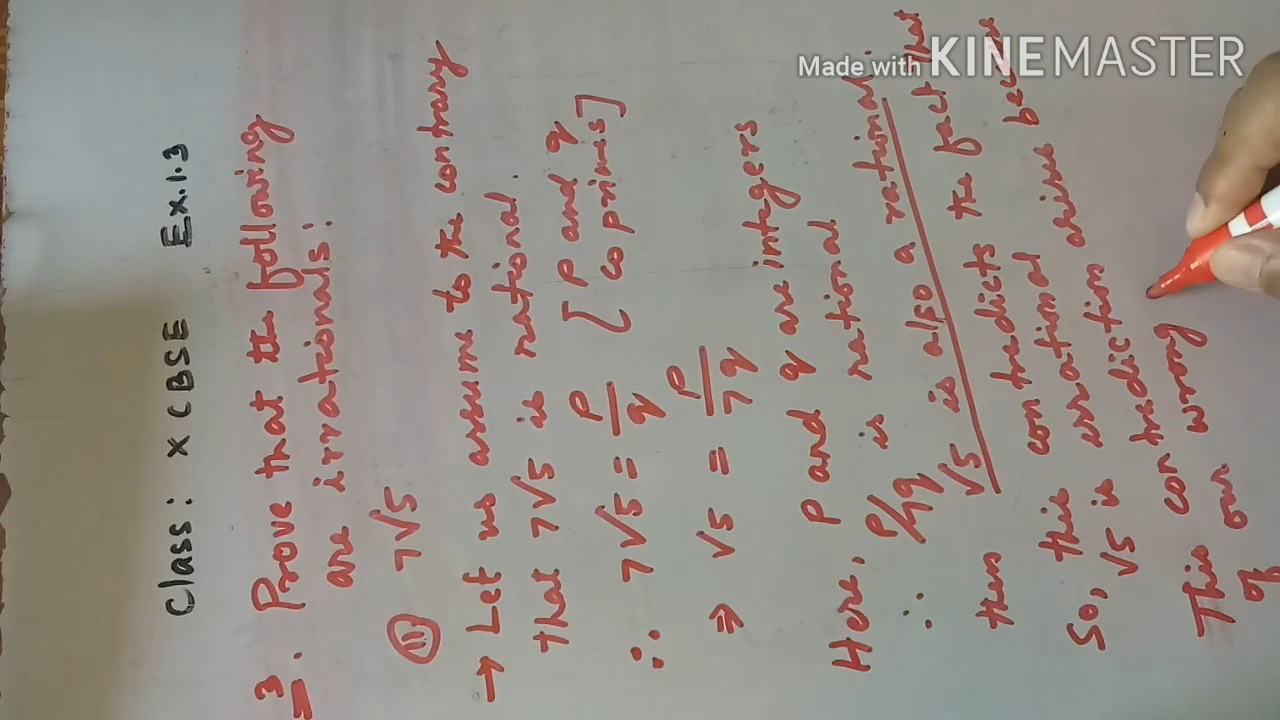 Class: X CBSE Ex.1.3
3. Prove that the following
are irrationals:
(ii) 7√5
→ Let us assume to the contrary
that 7√5 is rational.
∴ 7√5 = p/q [p and q
co primes]
⇒ √5 = p/7q
Here, p and q are integers
∴ p/7q is rational
then √5 is also a rational.
So, this contradicts the fact that
√5 is irrational
This contradiction arise because
of our wrong
Made with KINEMASTER